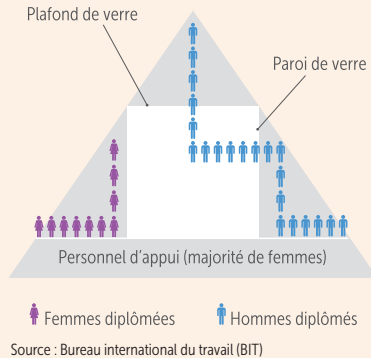 Plafond de verre
Paroi de verre
Personnel d'appui (majorité de femmes)
Femmes diplômées
Hommes diplômés
Source : Bureau international du travail (BIT)